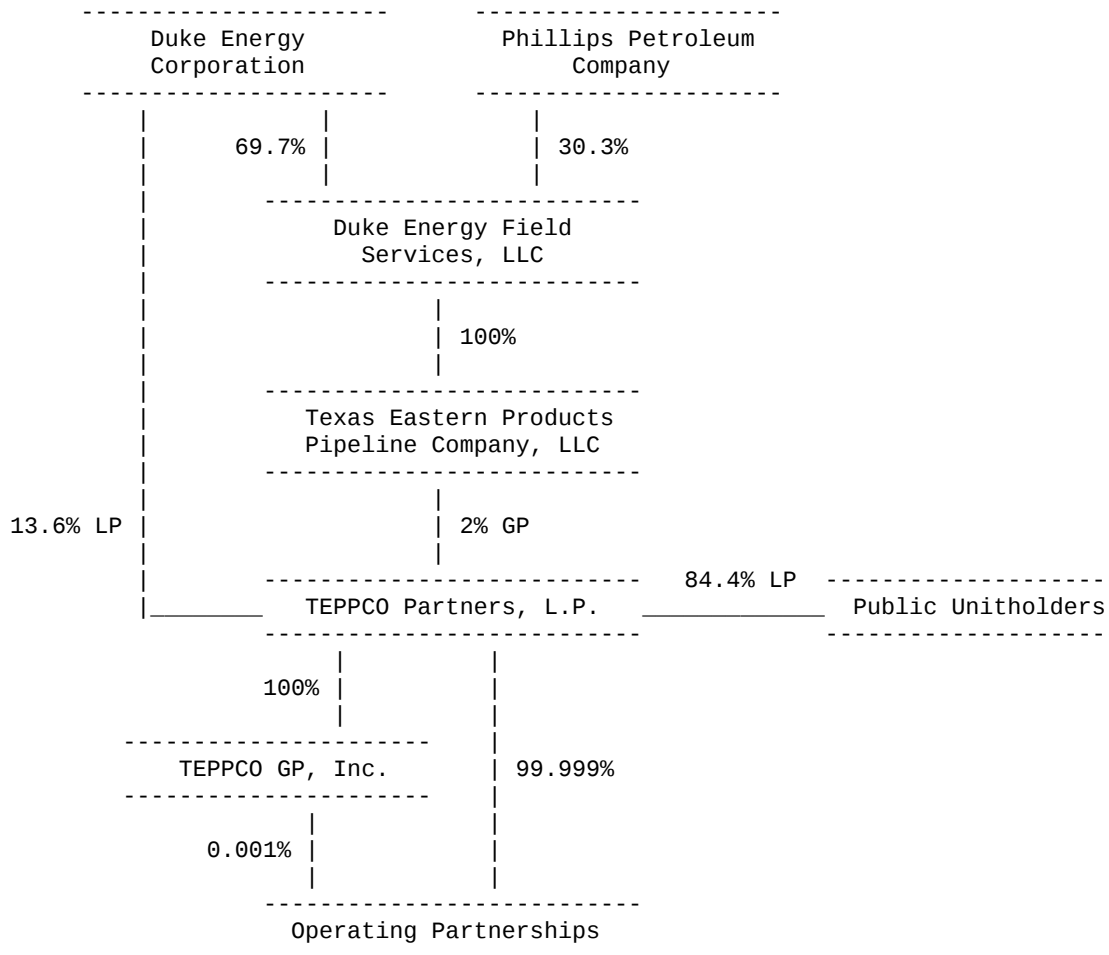 Duke Energy Phillips Petroleum
Corporation Company
69.7% 30.3%
Duke Energy Field
Services, LLC
100%
Texas Eastern Products
Pipeline Company, LLC
13.6% LP 2% GP
84.4% LP
TEPPCO Partners, L.P. Public Unitholders
100%
TEPPCO GP, Inc. 99.999%
0.001%
Operating Partnerships